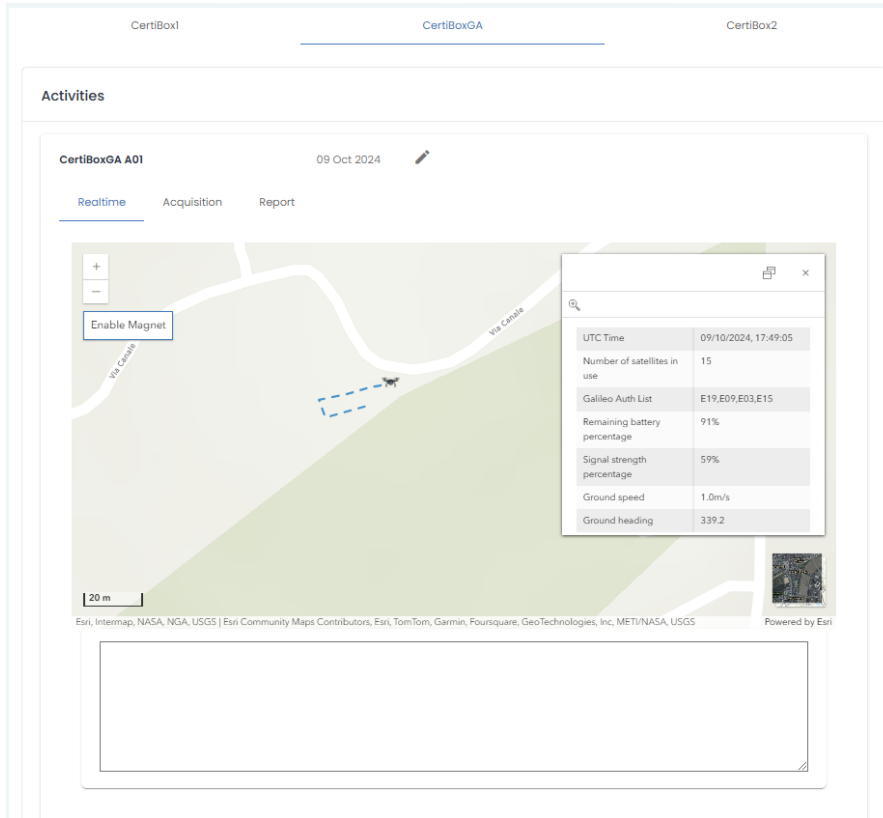 CertiBox1 CertiBoxGA CertiBox2
Activities
CertiBoxGA A01 09 Oct 2024
Realtime Acquisition Report
+
−
Enable Magnet
Via Canale
Via Canale
UTC Time 09/10/2024, 17:49:05
Number of satellites in
use 15
Galileo Auth List E19,E09,E03,E15
Remaining battery
percentage 91%
Signal strength
percentage 59%
Ground speed 1.0m/s
Ground heading 339.2
20 m
Esri, Intermap, NASA, NGA, USGS | Esri Community Maps Contributors, Esri, TomTom, Garmin, Foursquare, GeoTechnologies, Inc, METI/NASA, USGS Powered by Esri